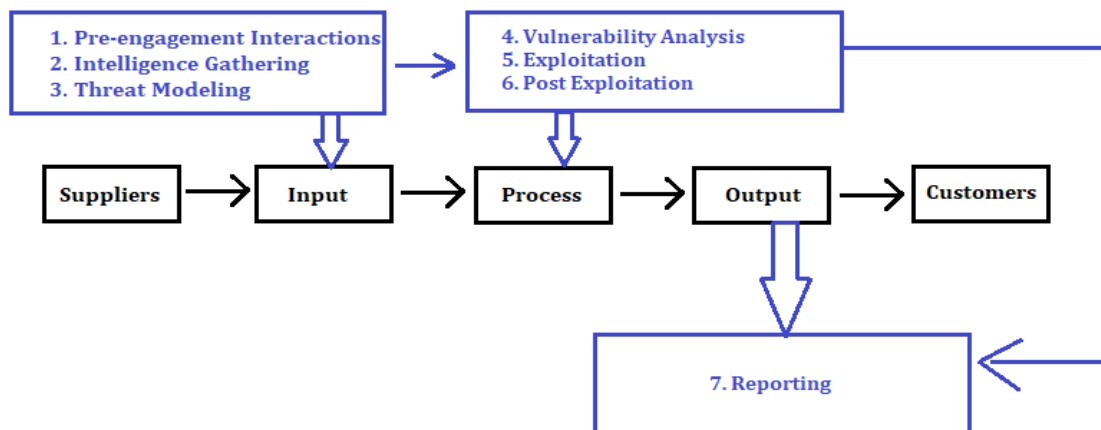 1. Pre-engagement Interactions
2. Intelligence Gathering
3. Threat Modeling
4. Vulnerability Analysis
5. Exploitation
6. Post Exploitation
Suppliers
Input
Process
Output
Customers
7. Reporting